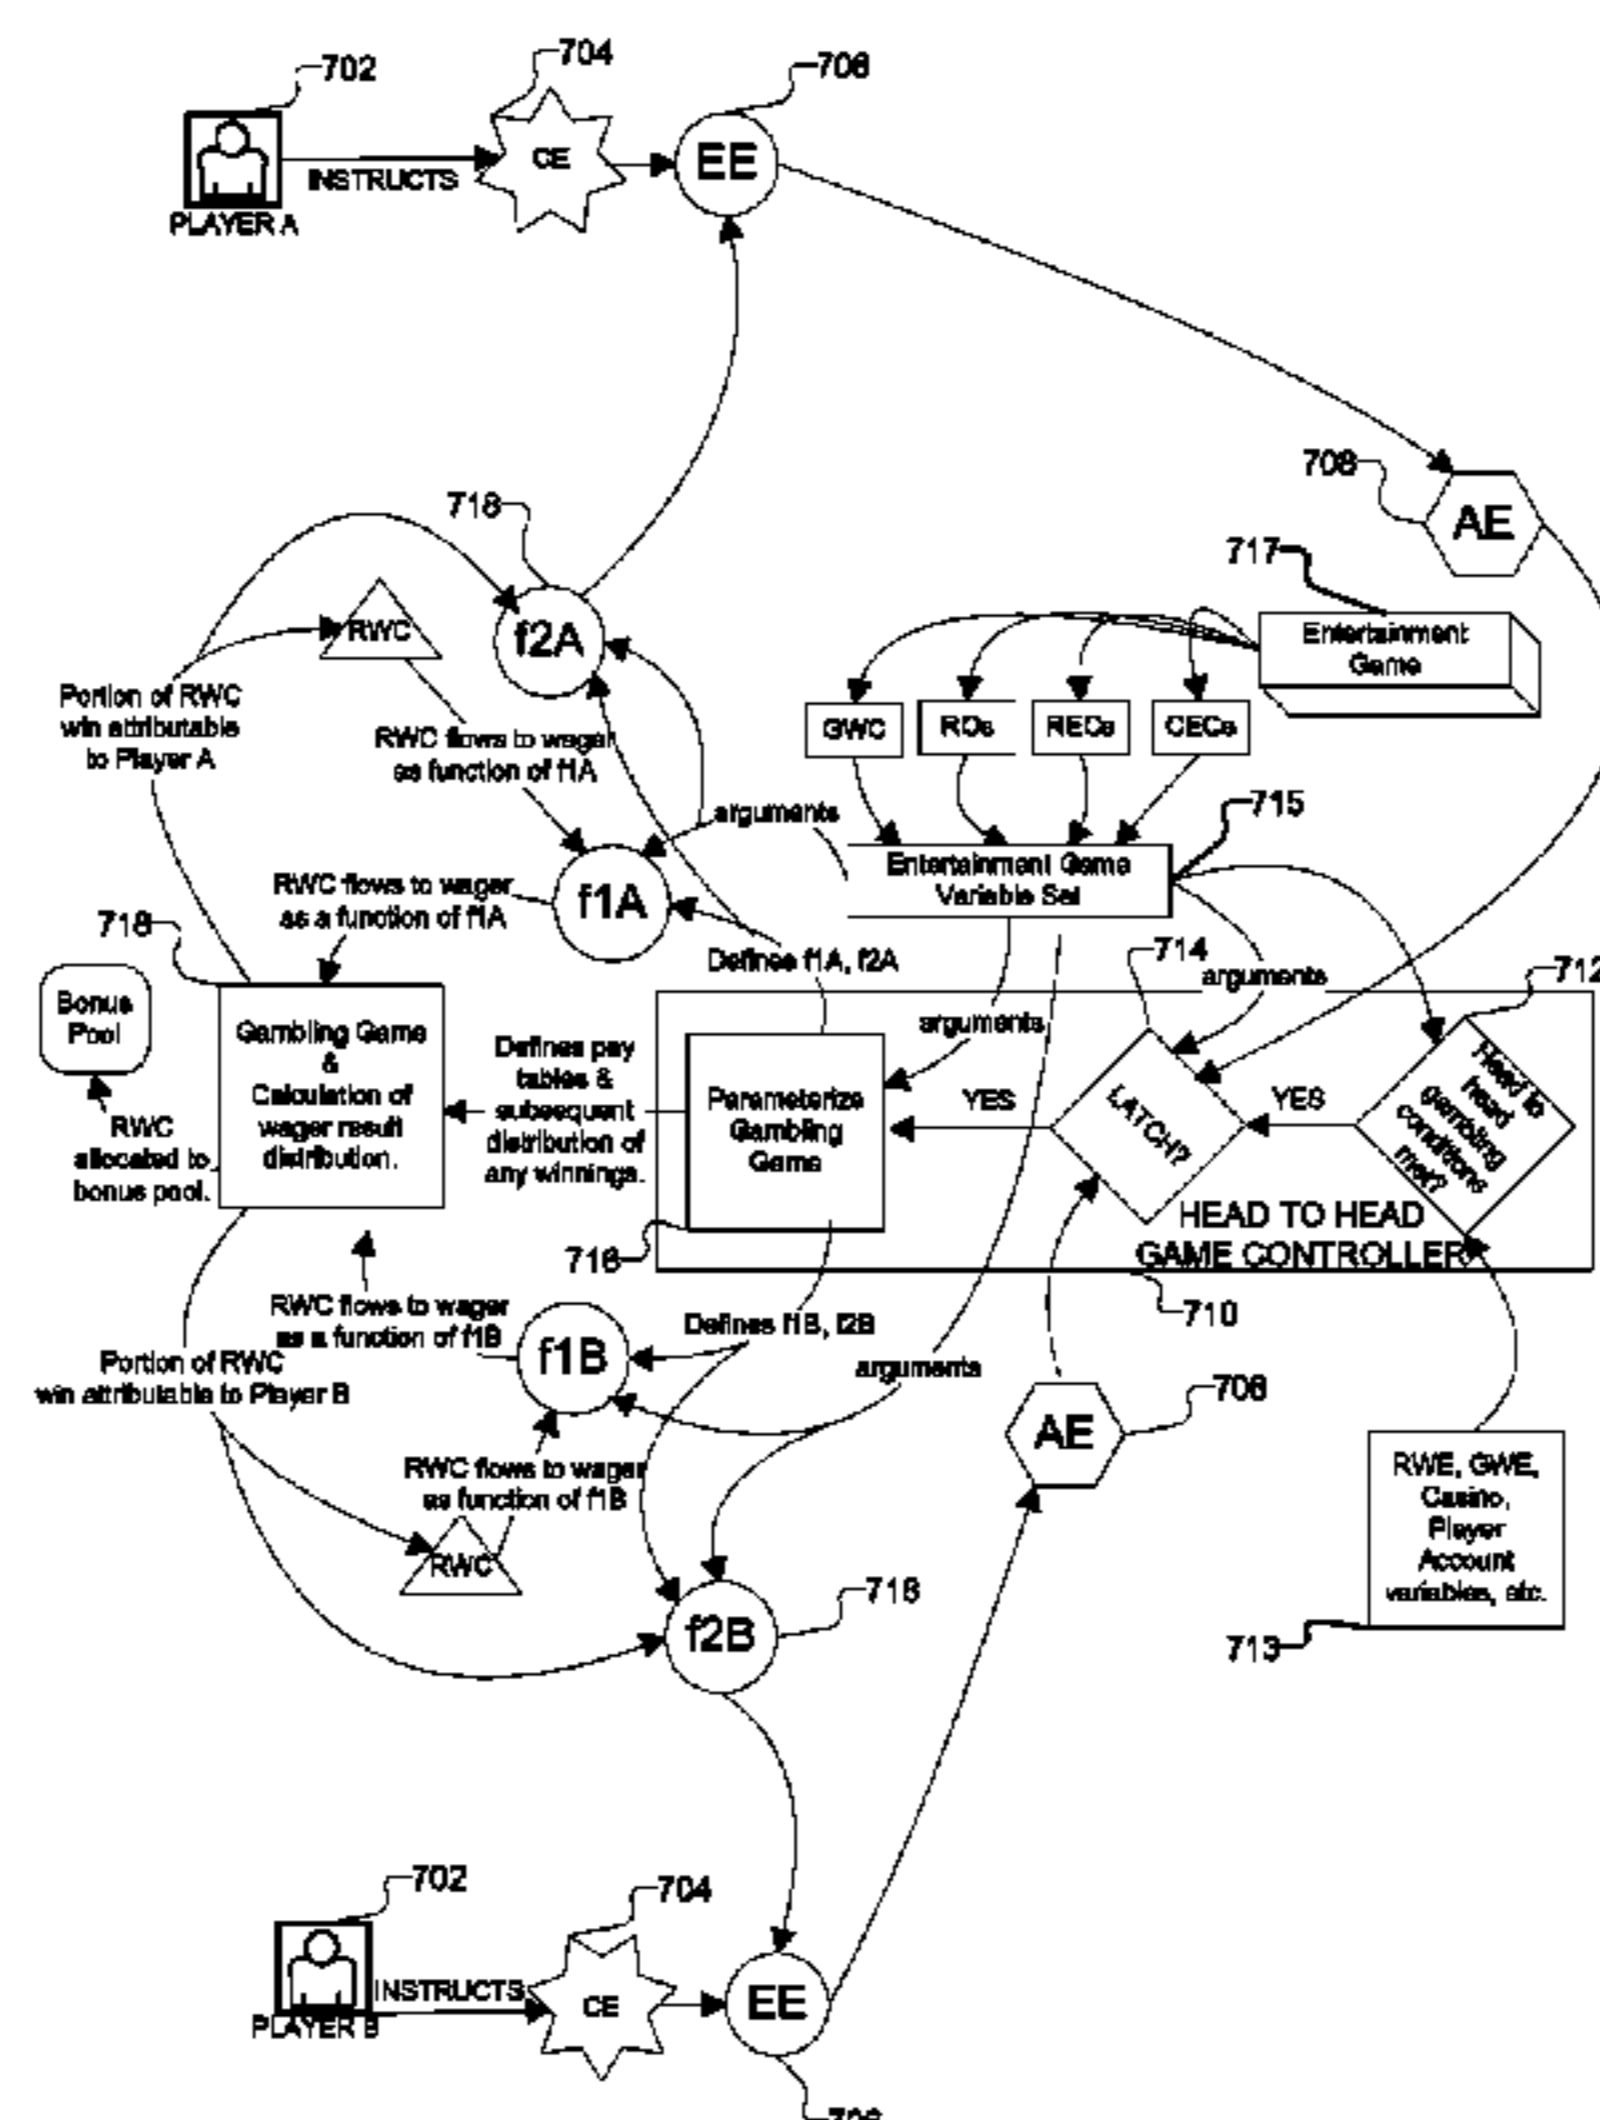 702
704
706
CE
EE
INSTRUCTS
PLAYER A
708
AE
718
717
f2A
RWC
Entertainment
Game
Portion of RWC
win attributable
to Player A
GWC
ROs
RECs
CECs
RWC flows to wager
as function of f1A
715
arguments
Entertainment Game
Variable Set
RWC flows to wager
as a function of f1A
f1A
718
714
712
Defines f1A, f2A
arguments
Bonus
Pool
Gambling Game
&
Calculation of
wager result
distribution.
Defines pay
tables &
subsequent
distribution of
any winnings.
arguments
Parameterize
Gambling
Game
YES
LATCH?
YES
Head to
head
gambling
conditions
met?
RWC
allocated to
bonus pool.
HEAD TO HEAD
GAME CONTROLLER
716
710
RWC flows to wager
as a function of f1B
f1B
Defines f1B, f2B
arguments
Portion of RWC
win attributable to Player B
AE
708
RWC flows to wager
as function of f1B
RWC
RWE, GWE,
Casino,
Player
Account
variables, etc.
713
f2B
718
702
704
INSTRUCTS
CE
EE
PLAYER B